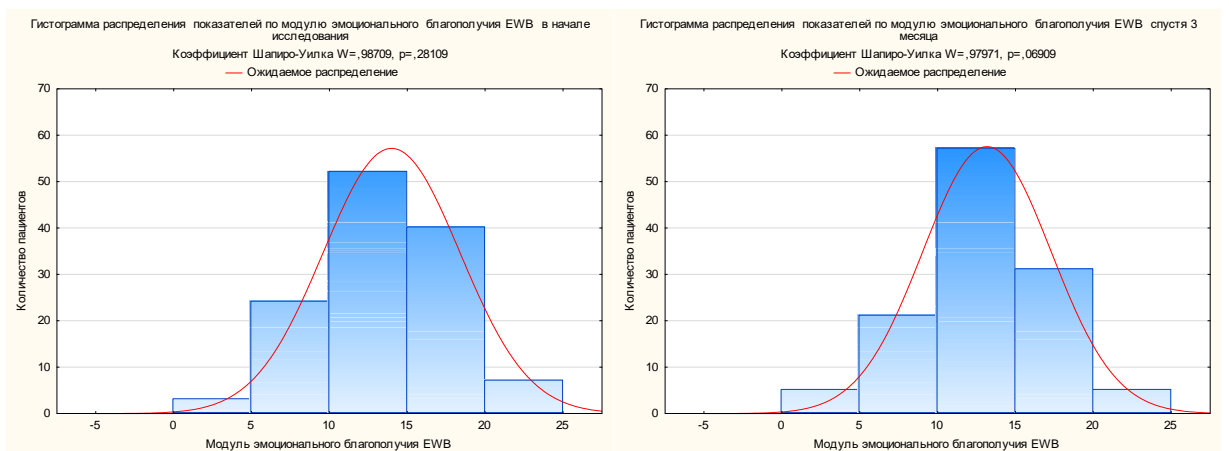 Гистограмма распределения показателей по модулю эмоционального благополучия EWB в начале
исследования
Коэффициент Шапиро-Уилка W=,98709, p=,28109
Ожидаемое распределение
70
60
50
40
30
20
10
0
-5
0
5
10
15
20
25
Количество пациентов
Модуль эмоционального благополучия EWB
Гистограмма распределения показателей по модулю эмоционального благополучия EWB спустя 3
месяца
Коэффициент Шапиро-Уилка W=,97971, p=,06909
Ожидаемое распределение
70
60
50
40
30
20
10
0
-5
0
5
10
15
20
25
Количество пациентов
Модуль эмоционального благополучия EWB